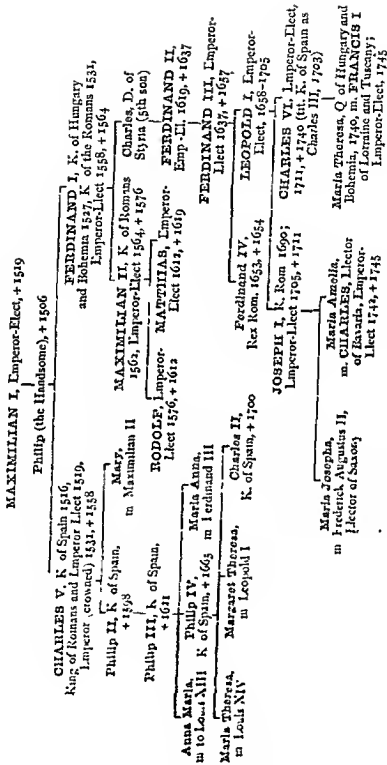 MAXIMILIAN I, Emperor-Elect, + 1519
Philip (the Handsome), + 1506
CHARLES V, K of Spain 1516,
King of Romans and Emperor Elect 1519,
Emperor (crowned) 1531, + 1558
FERDINAND I, K. of Hungary
and Bohemia 1527, K of the Romans 1531,
Emperor-Elect 1558, + 1564
Philip II, K of Spain,
+ 1598
Mary,
m Maximilian II
MAXIMILIAN II, K of Romans
1562, Emperor-Elect 1564, + 1576
Charles, D. of
Styria (5th son)
Philip III, K of Spain,
+ 1621
RODOLF, Emperor-
Elect 1576, + 1612
MATTHIAS, Emperor-
Elect 1612, + 1619
FERDINAND II,
Emp-El, 1619, + 1637
Anna Maria,
m to Louis XIII
Philip IV,
K of Spain, + 1665
Maria Anna,
m Ferdinand III
FERDINAND III, Emperor-
Elect 1637, + 1657
Maria Theresa,
m Louis XIV
Margaret Theresa,
m Leopold I
Charles II,
K. of Spain, + 1700
Ferdinand IV,
Rex Rom, 1653, + 1654
LEOPOLD I, Emperor-
Elect, 1658-1705
JOSEPH I, K. Rom 1690;
Emperor-Elect 1705, + 1711
CHARLES VI, Emperor-Elect,
1711, + 1740 (tit. K. of Spain as
Charles III, 1703)
Maria Josepha,
m Frederick Augustus II,
Elector of Saxony
Maria Amelia,
m. CHARLES, Elector
of Bavaria, Emperor-
Elect 1742, + 1745
Maria Theresa, Q of Hungary and
Bohemia, 1740, m. FRANCIS I
of Lorraine and Tuscany;
Emperor-Elect, 1745